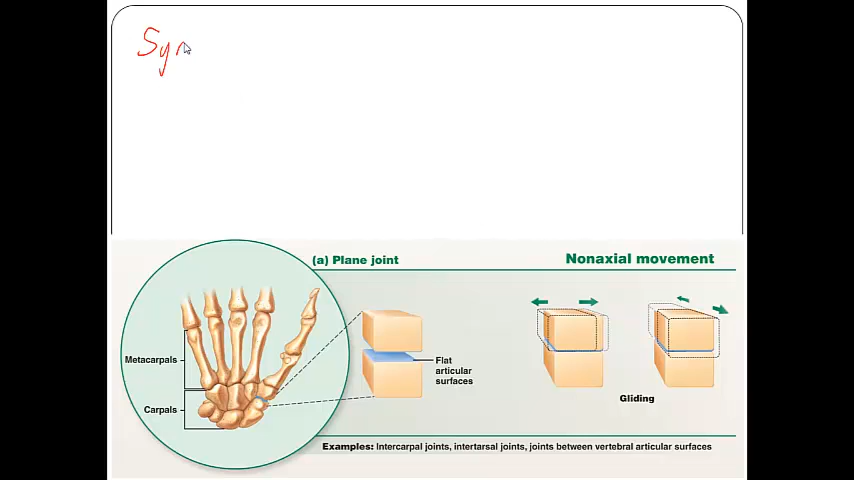 Sy
(a) Plane joint
Nonaxial movement
Metacarpals
Flat
articular
surfaces
Carpals
Gliding
Examples: Intercarpal joints, intertarsal joints, joints between vertebral articular surfaces